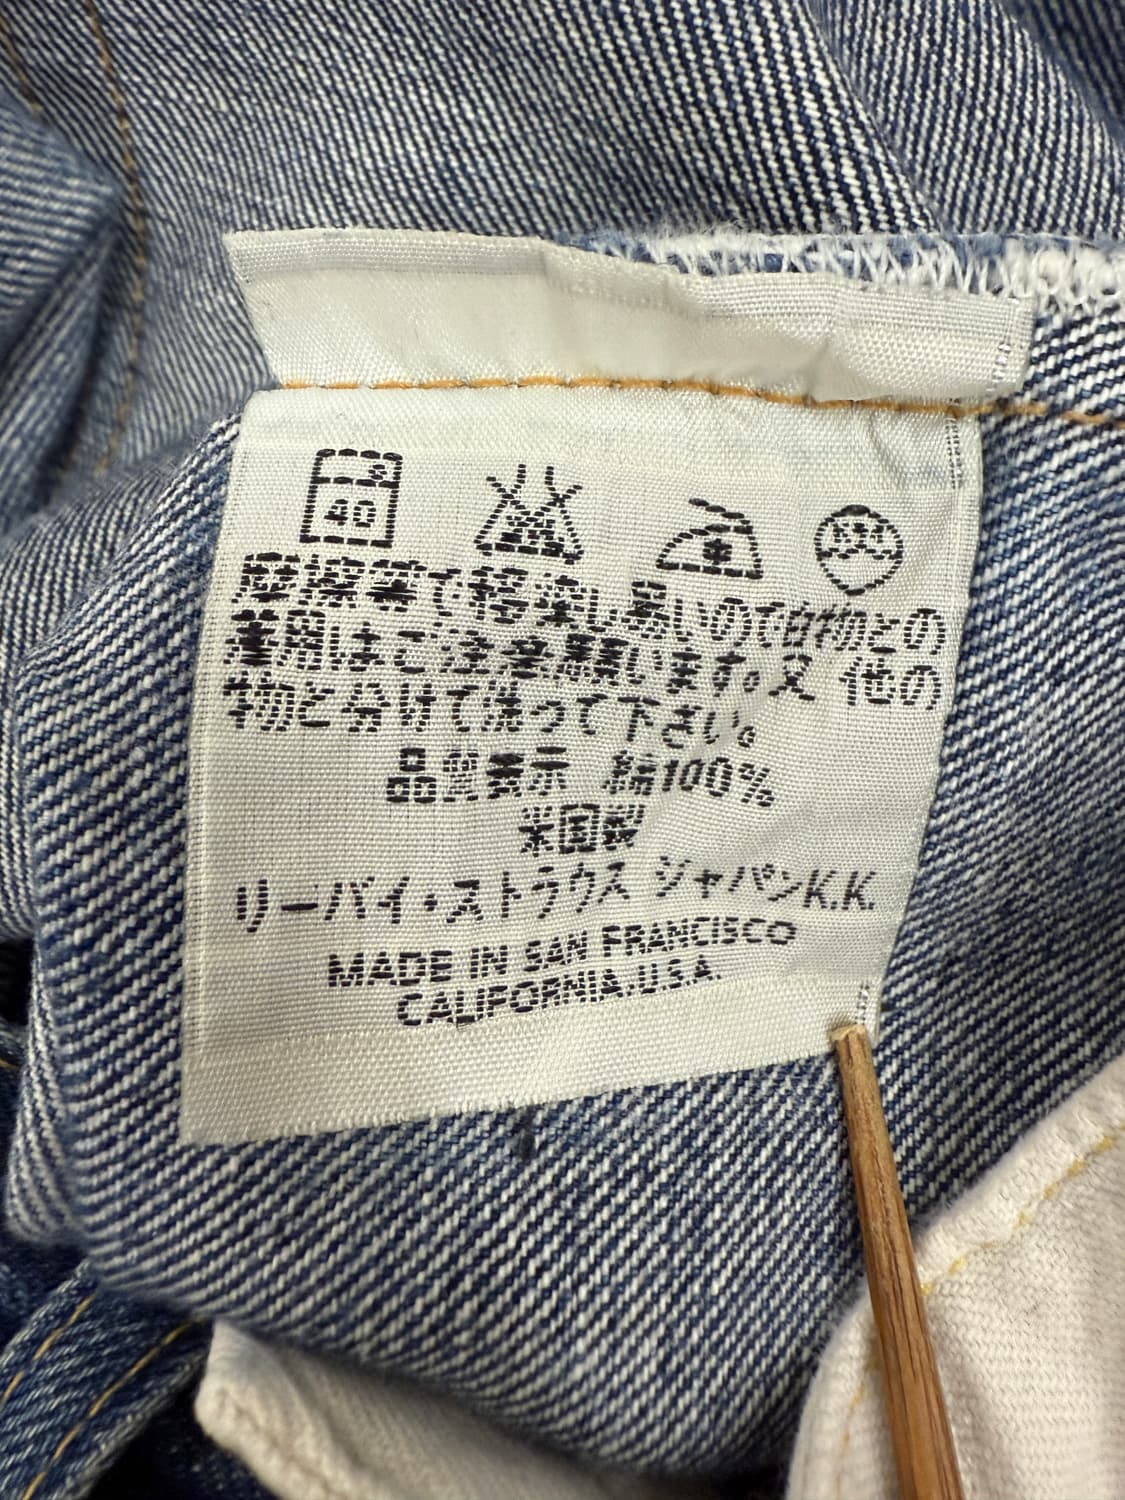 40
摩擦等で移染し易いので白物との
着用はご注意願います。又 他の
物と分けて洗って下さい。
品質表示 綿100%
米国製
リーバイ・ストラウス ジャパンK.K.
MADE IN SAN FRANCISCO
CALIFORNIA,U.S.A.